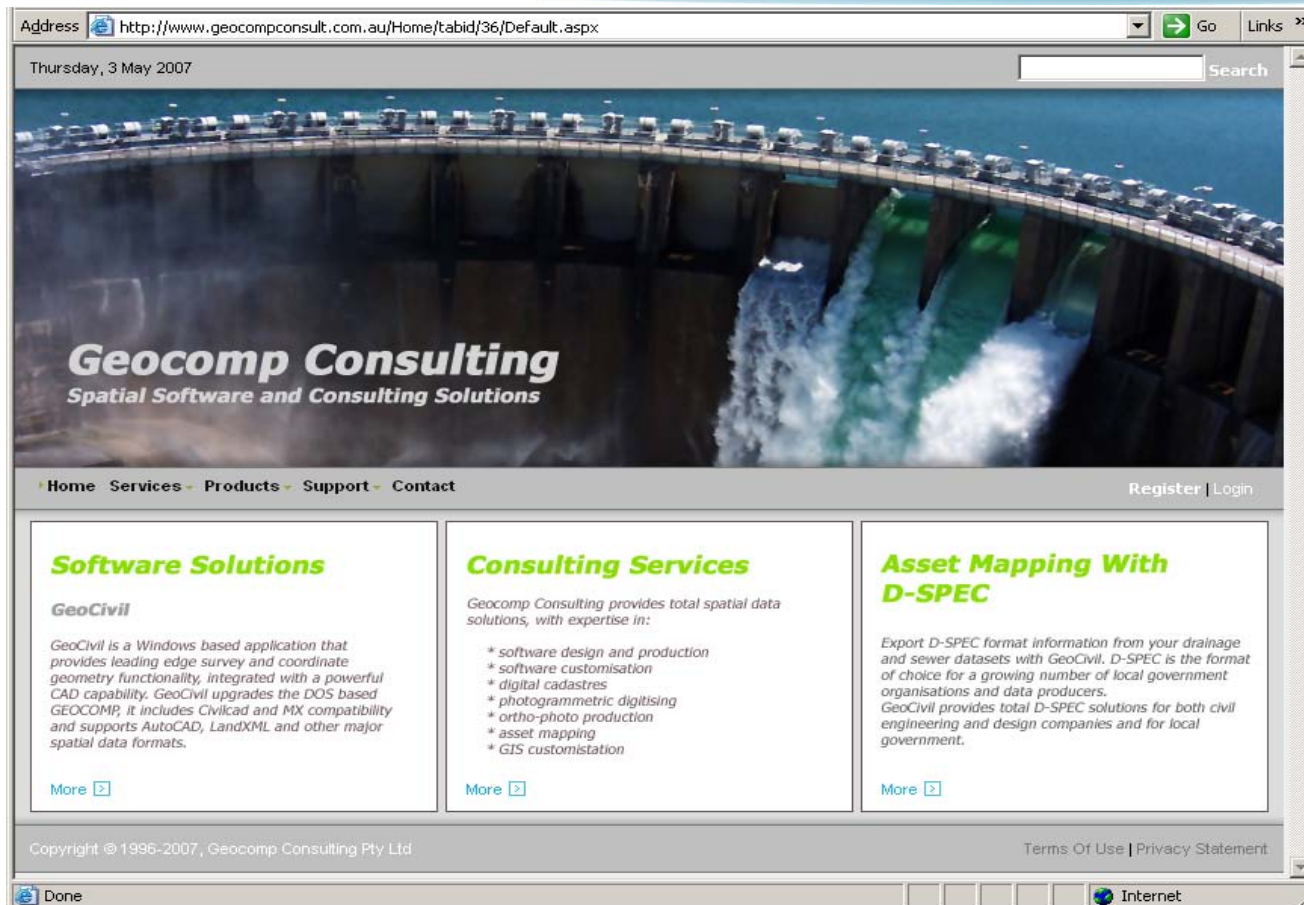 Address http://www.geocompconsult.com.au/Home/tabid/36/Default.aspx Go Links »
Thursday, 3 May 2007 Search
Geocomp Consulting
Spatial Software and Consulting Solutions
Home Services Products Support Contact Register | Login
Software Solutions
GeoCivil
GeoCivil is a Windows based application that
provides leading edge survey and coordinate
geometry functionality, integrated with a powerful
CAD capability. GeoCivil upgrades the DOS based
GEOCOMP, it includes Civilcad and MX compatibility
and supports AutoCAD, LandXML and other major
spatial data formats.
More
Consulting Services
Geocomp Consulting provides total spatial data
solutions, with expertise in:
* software design and production
* software customisation
* digital cadastres
* photogrammetric digitising
* ortho-photo production
* asset mapping
* GIS customistation
More
Asset Mapping With
D-SPEC
Export D-SPEC format information from your drainage
and sewer datasets with GeoCivil. D-SPEC is the format
of choice for a growing number of local government
organisations and data producers.
GeoCivil provides total D-SPEC solutions for both civil
engineering and design companies and for local
government.
More
Copyright © 1996-2007, Geocomp Consulting Pty Ltd Terms Of Use | Privacy Statement
Done Internet